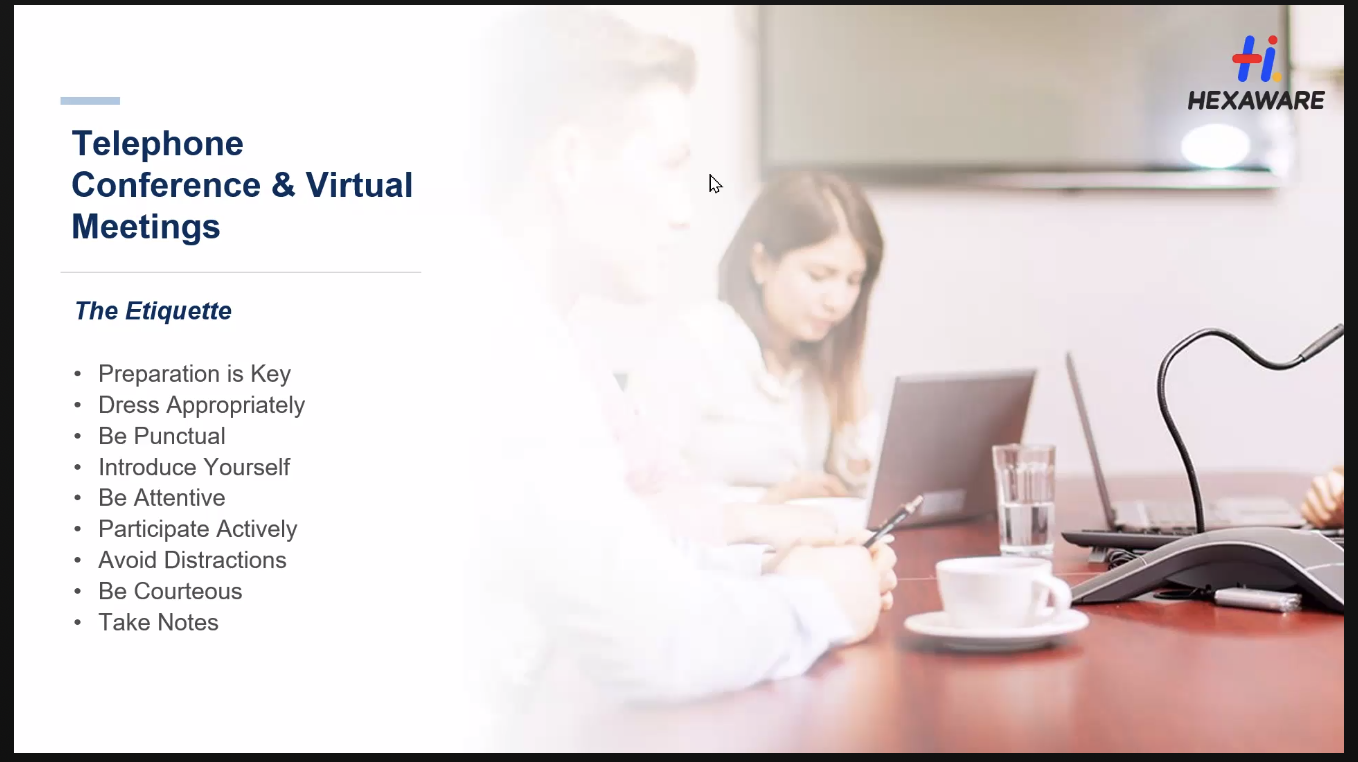 HEXAWARE
Telephone
Conference & Virtual
Meetings
The Etiquette
• Preparation is Key
• Dress Appropriately
• Be Punctual
• Introduce Yourself
• Be Attentive
• Participate Actively
• Avoid Distractions
• Be Courteous
• Take Notes